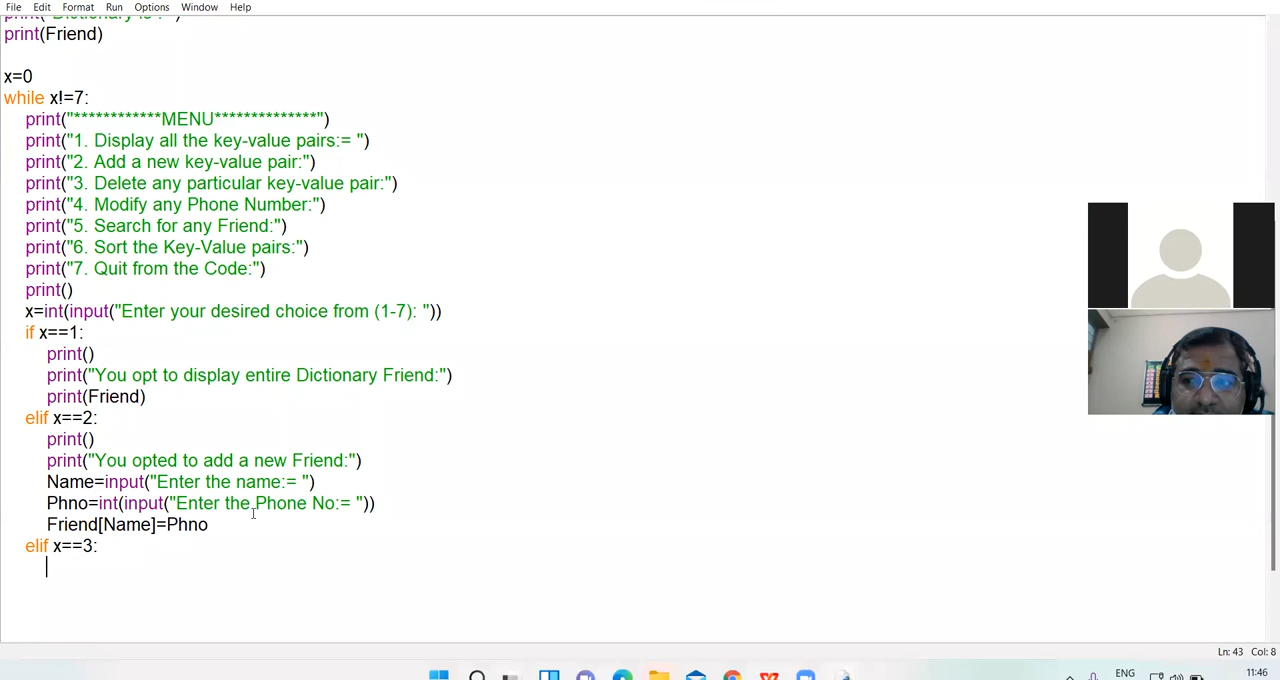 File Edit Format Run Options Window Help
print("Dictionary is :- ")
print(Friend)
x=0
while x!=7:
print("************MENU**************")
print("1. Display all the key-value pairs:= ")
print("2. Add a new key-value pair:")
print("3. Delete any particular key-value pair:")
print("4. Modify any Phone Number:")
print("5. Search for any Friend:")
print("6. Sort the Key-Value pairs:")
print("7. Quit from the Code:")
print()
x=int(input("Enter your desired choice from (1-7): "))
if x==1:
print()
print("You opt to display entire Dictionary Friend:")
print(Friend)
elif x==2:
print()
print("You opted to add a new Friend:")
Name=input("Enter the name:= ")
Phno=int(input("Enter the Phone No:= "))
Friend[Name]=Phno
elif x==3:
Ln: 43 Col: 8
ENG
11:46